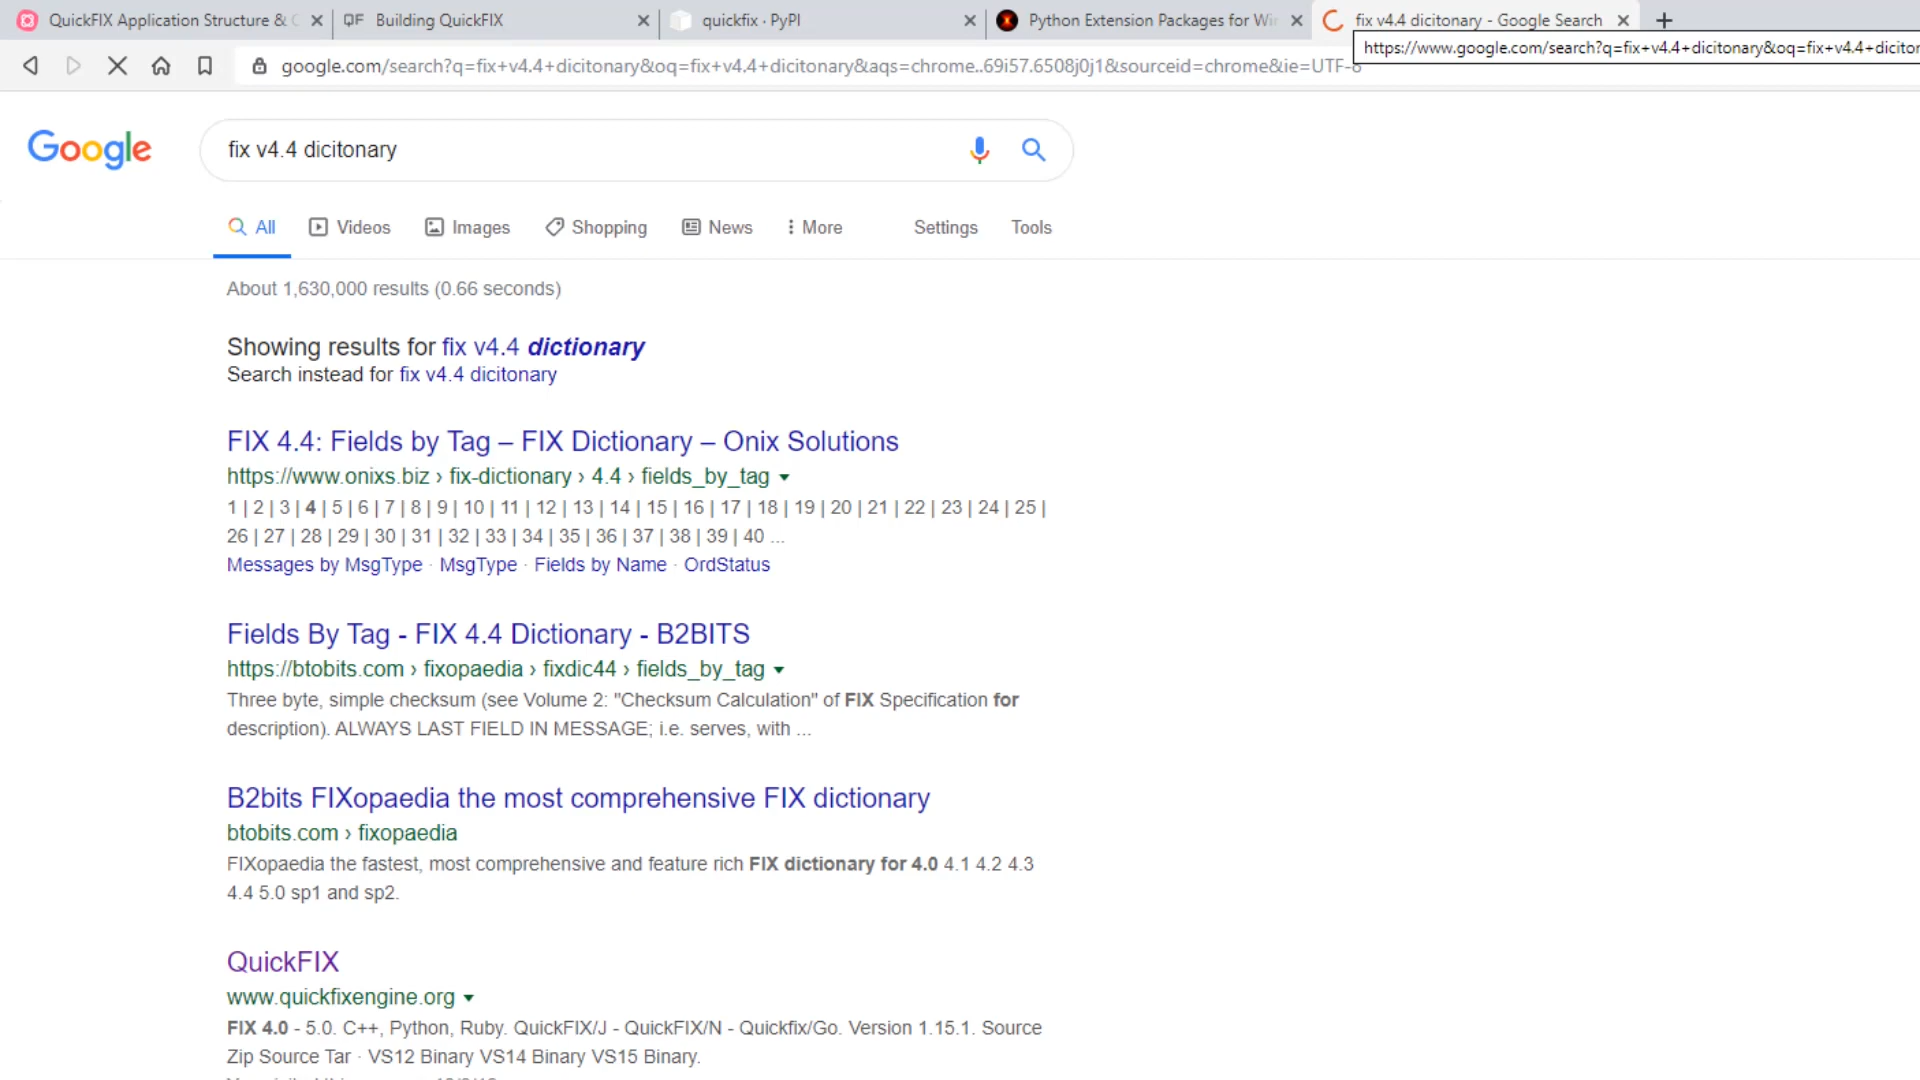 QuickFIX Application Structure &
QF Building QuickFIX
quickfix · PyPI
Python Extension Packages for Wi
fix v4.4 dicitonary - Google Search
https://www.google.com/search?q=fix+v4.4+dicitonary&oq=fix+v4.4+diciton
google.com/search?q=fix+v4.4+dicitonary&oq=fix+v4.4+dicitonary&aqs=chrome..69i57.6508j0j1&sourceid=chrome&ie=UTF-8
Google
fix v4.4 dicitonary
All Videos Images Shopping News More Settings Tools
About 1,630,000 results (0.66 seconds)
Showing results for fix v4.4 dictionary
Search instead for fix v4.4 dicitonary
FIX 4.4: Fields by Tag – FIX Dictionary – Onix Solutions
https://www.onixs.biz › fix-dictionary › 4.4 › fields_by_tag
1 | 2 | 3 | 4 | 5 | 6 | 7 | 8 | 9 | 10 | 11 | 12 | 13 | 14 | 15 | 16 | 17 | 18 | 19 | 20 | 21 | 22 | 23 | 24 | 25 |
26 | 27 | 28 | 29 | 30 | 31 | 32 | 33 | 34 | 35 | 36 | 37 | 38 | 39 | 40 ...
Messages by MsgType · MsgType · Fields by Name · OrdStatus
Fields By Tag - FIX 4.4 Dictionary - B2BITS
https://btobits.com › fixopaedia › fixdic44 › fields_by_tag
Three byte, simple checksum (see Volume 2: "Checksum Calculation" of FIX Specification for
description). ALWAYS LAST FIELD IN MESSAGE; i.e. serves, with ...
B2bits FIXopaedia the most comprehensive FIX dictionary
btobits.com › fixopaedia
FIXopaedia the fastest, most comprehensive and feature rich FIX dictionary for 4.0 4.1 4.2 4.3
4.4 5.0 sp1 and sp2.
QuickFIX
www.quickfixengine.org
FIX 4.0 - 5.0. C++, Python, Ruby. QuickFIX/J - QuickFIX/N - Quickfix/Go. Version 1.15.1. Source
Zip Source Tar · VS12 Binary VS14 Binary VS15 Binary.